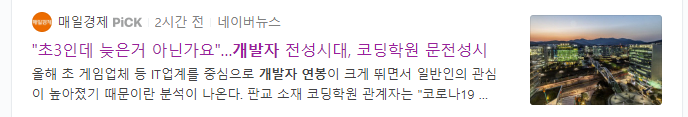 매일경제 매일경제 PiCK 2시간 전 네이버뉴스
"초3인데 늦은거 아닌가요"...개발자 전성시대, 코딩학원 문전성시
올해 초 게임업체 등 IT업계를 중심으로 개발자 연봉이 크게 뛰면서 일반인의 관심
이 높아졌기 때문이란 분석이 나온다. 판교 소재 코딩학원 관계자는 "코로나19 ...